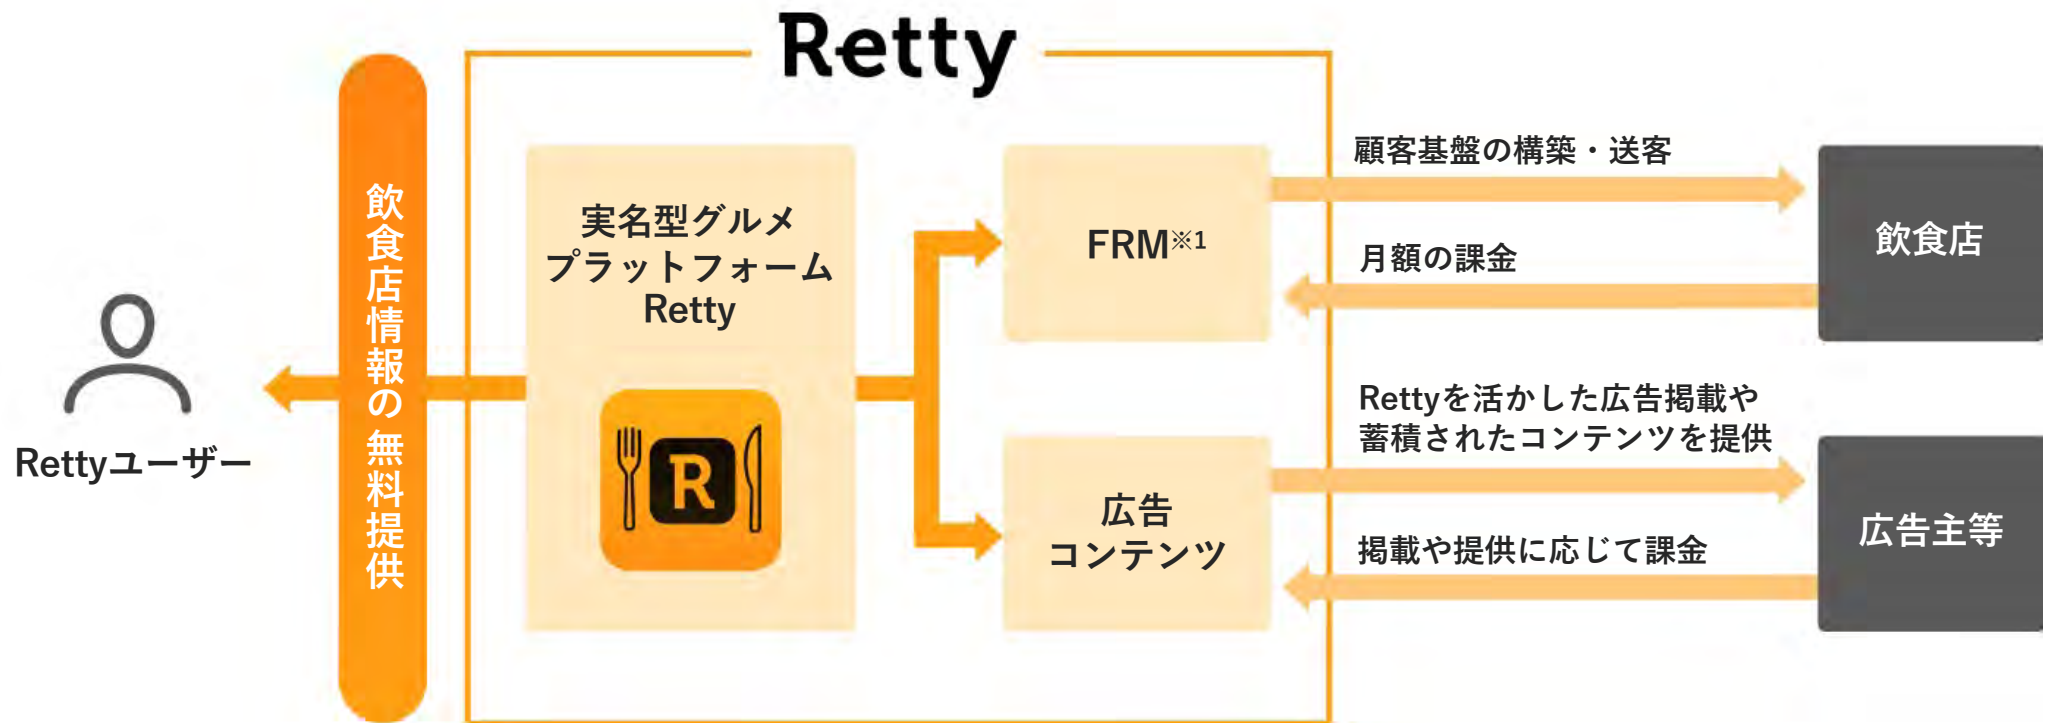 Retty
飲食店情報の無料提供
Rettyユーザー
実名型グルメ
プラットフォーム
Retty
R
FRM※1
広告
コンテンツ
顧客基盤の構築・送客
月額の課金
飲食店
Rettyを活かした広告掲載や
蓄積されたコンテンツを提供
掲載や提供に応じて課金
広告主等